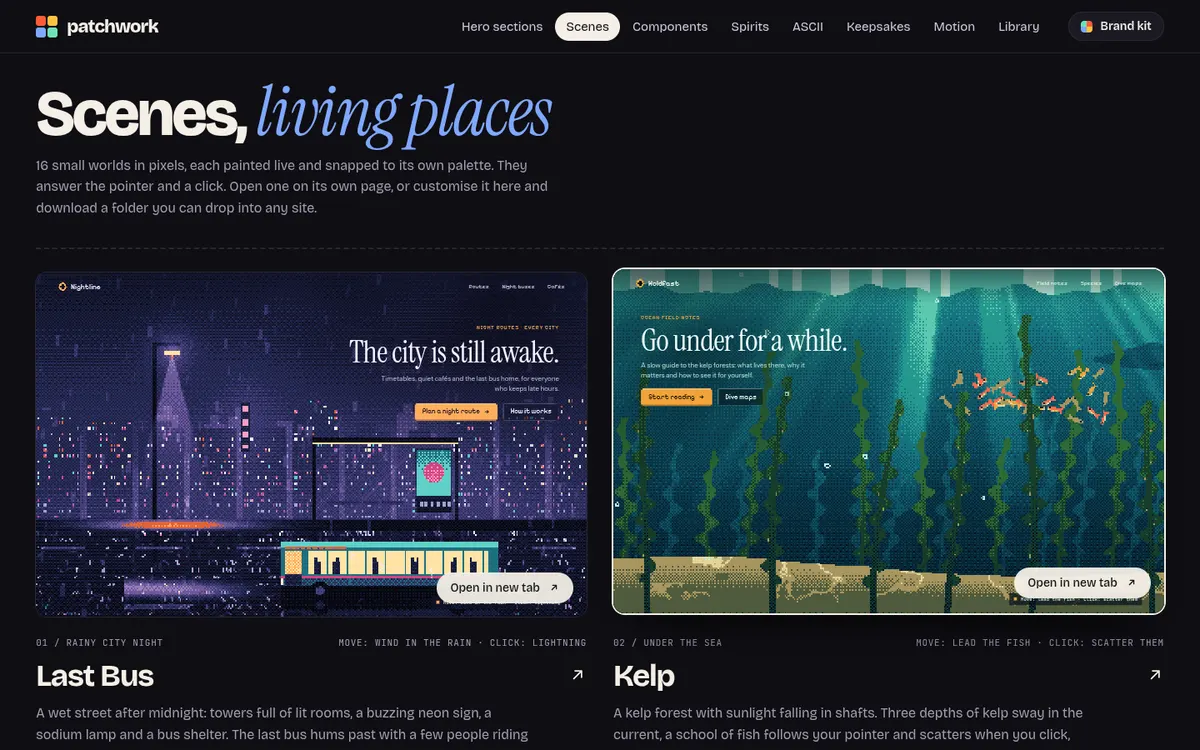 patchwork
Hero sections
Scenes
Components
Spirits
ASCII
Keepsakes
Motion
Library
Brand kit
Scenes, living places
16 small worlds in pixels, each painted live and snapped to its own palette. They
answer the pointer and a click. Open one on its own page, or customise it here and
download a folder you can drop into any site.
Nightline
Routes
Night buses
Cafés
NIGHT ROUTES · EVERY CITY
The city is still awake.
Timetables, quiet cafés and the last bus home, for everyone
who keeps late hours.
Plan a night route →
How it works
Open in new tab ↗
HoldFast
Field notes
Species
Dive maps
OCEAN FIELD NOTES
Go under for a while.
A slow guide to the kelp forests: what lives there, why it
matters and how to see it for yourself.
Start reading →
Dive maps
Open in new tab ↗
01 / RAINY CITY NIGHT
MOVE: WIND IN THE RAIN · CLICK: LIGHTNING
Last Bus ↗
A wet street after midnight: towers full of lit rooms, a buzzing neon sign, a
sodium lamp and a bus shelter. The last bus hums past with a few people riding
02 / UNDER THE SEA
MOVE: LEAD THE FISH · CLICK: SCATTER THEM
Kelp ↗
A kelp forest with sunlight falling in shafts. Three depths of kelp sway in the
current, a school of fish follows your pointer and scatters when you click,